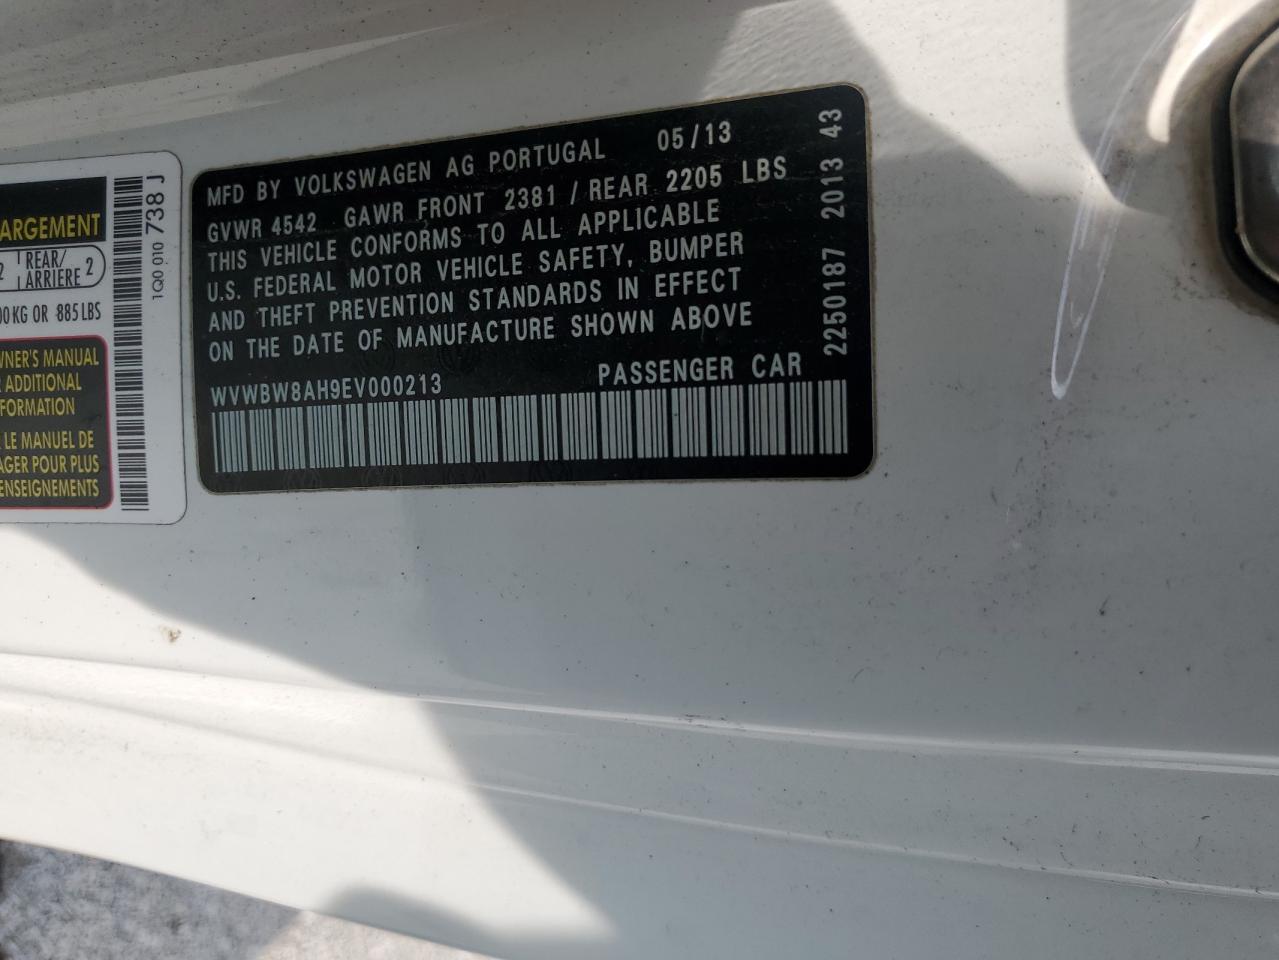 MFD BY VOLKSWAGEN AG PORTUGAL 05/13
GVWR 4542 GAWR FRONT 2381 / REAR 2205 LBS
THIS VEHICLE CONFORMS TO ALL APPLICABLE
U.S. FEDERAL MOTOR VEHICLE SAFETY, BUMPER
AND THEFT PREVENTION STANDARDS IN EFFECT
ON THE DATE OF MANUFACTURE SHOWN ABOVE
WVWBW8AH9EV000213 PASSENGER CAR
2250187 2013 43
ARGEMENT
2 REAR/ 2
ARRIERE
00 KG OR 885 LBS
WNER'S MANUAL
R ADDITIONAL
FORMATION
LE MANUEL DE
AGER POUR PLUS
ENSEIGNEMENTS
1Q0 010 738 J